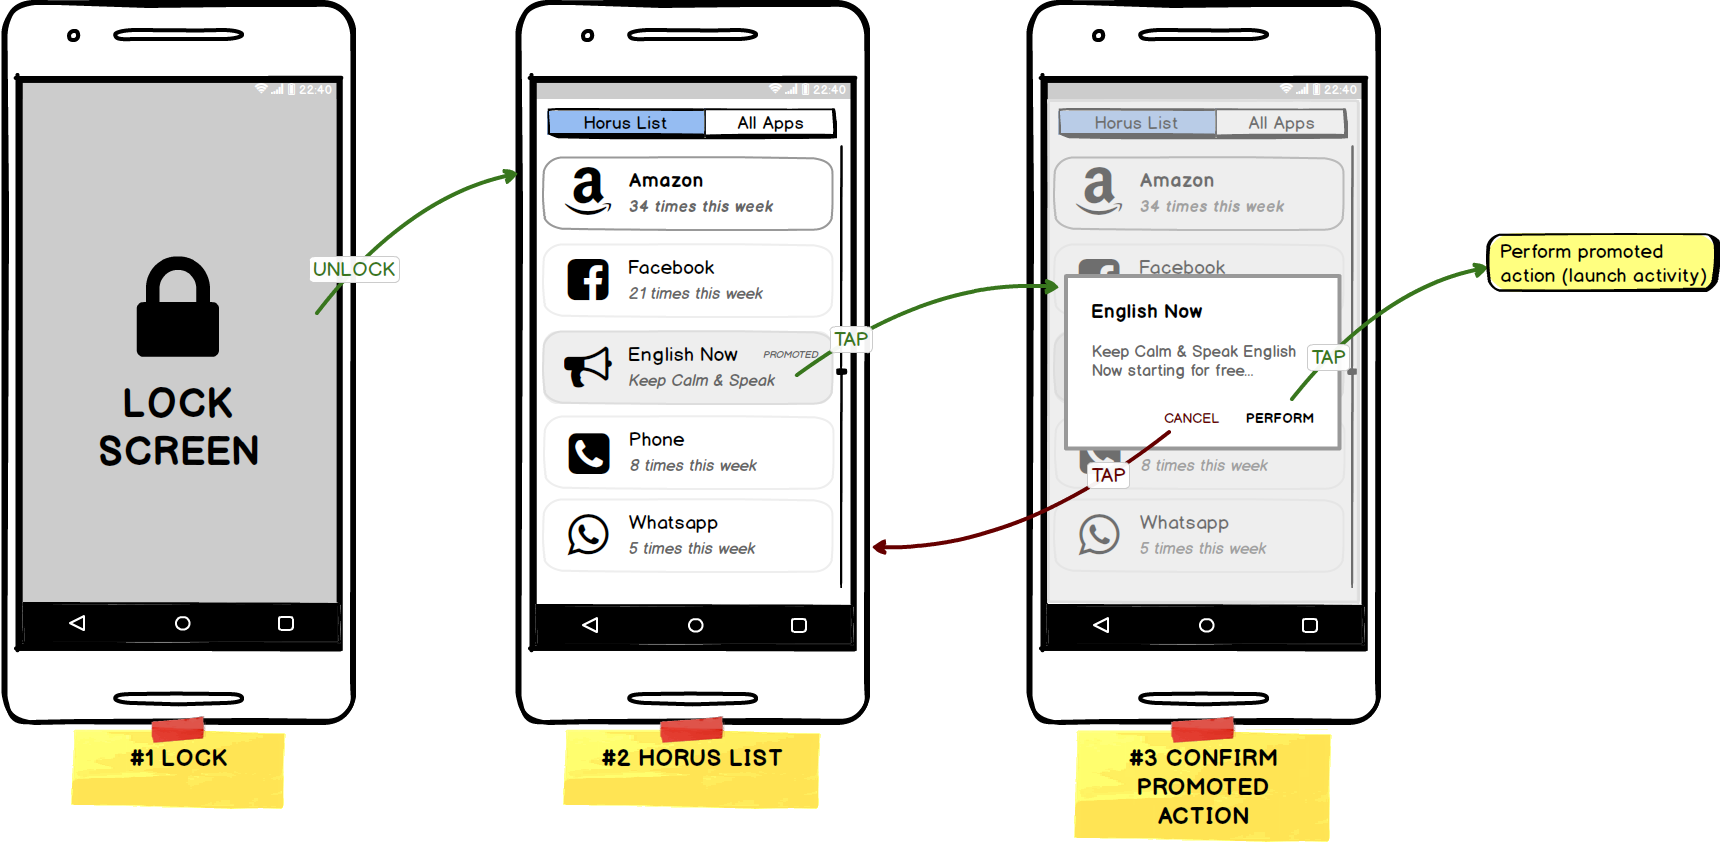 22:40
UNLOCK
LOCK
SCREEN
#1 LOCK
22:40
Horus List
All Apps
Amazon
34 times this week
Facebook
21 times this week
English Now
PROMOTED
Keep Calm & Speak
TAP
Phone
8 times this week
Whatsapp
5 times this week
#2 HORUS LIST
22:40
Horus List
All Apps
Amazon
34 times this week
Facebook
English Now
Keep Calm & Speak English
Now starting for free...
TAP
CANCEL
PERFORM
TAP
8 times this week
Whatsapp
5 times this week
#3 CONFIRM
PROMOTED
ACTION
Perform promoted
action (launch activity)